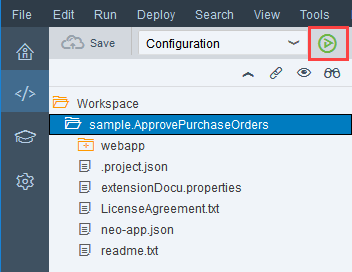 File Edit Run Deploy Search View Tools
Save Configuration
Workspace
sample.ApprovePurchaseOrders
webapp
.project.json
extensionDocu.properties
LicenseAgreement.txt
neo-app.json
readme.txt